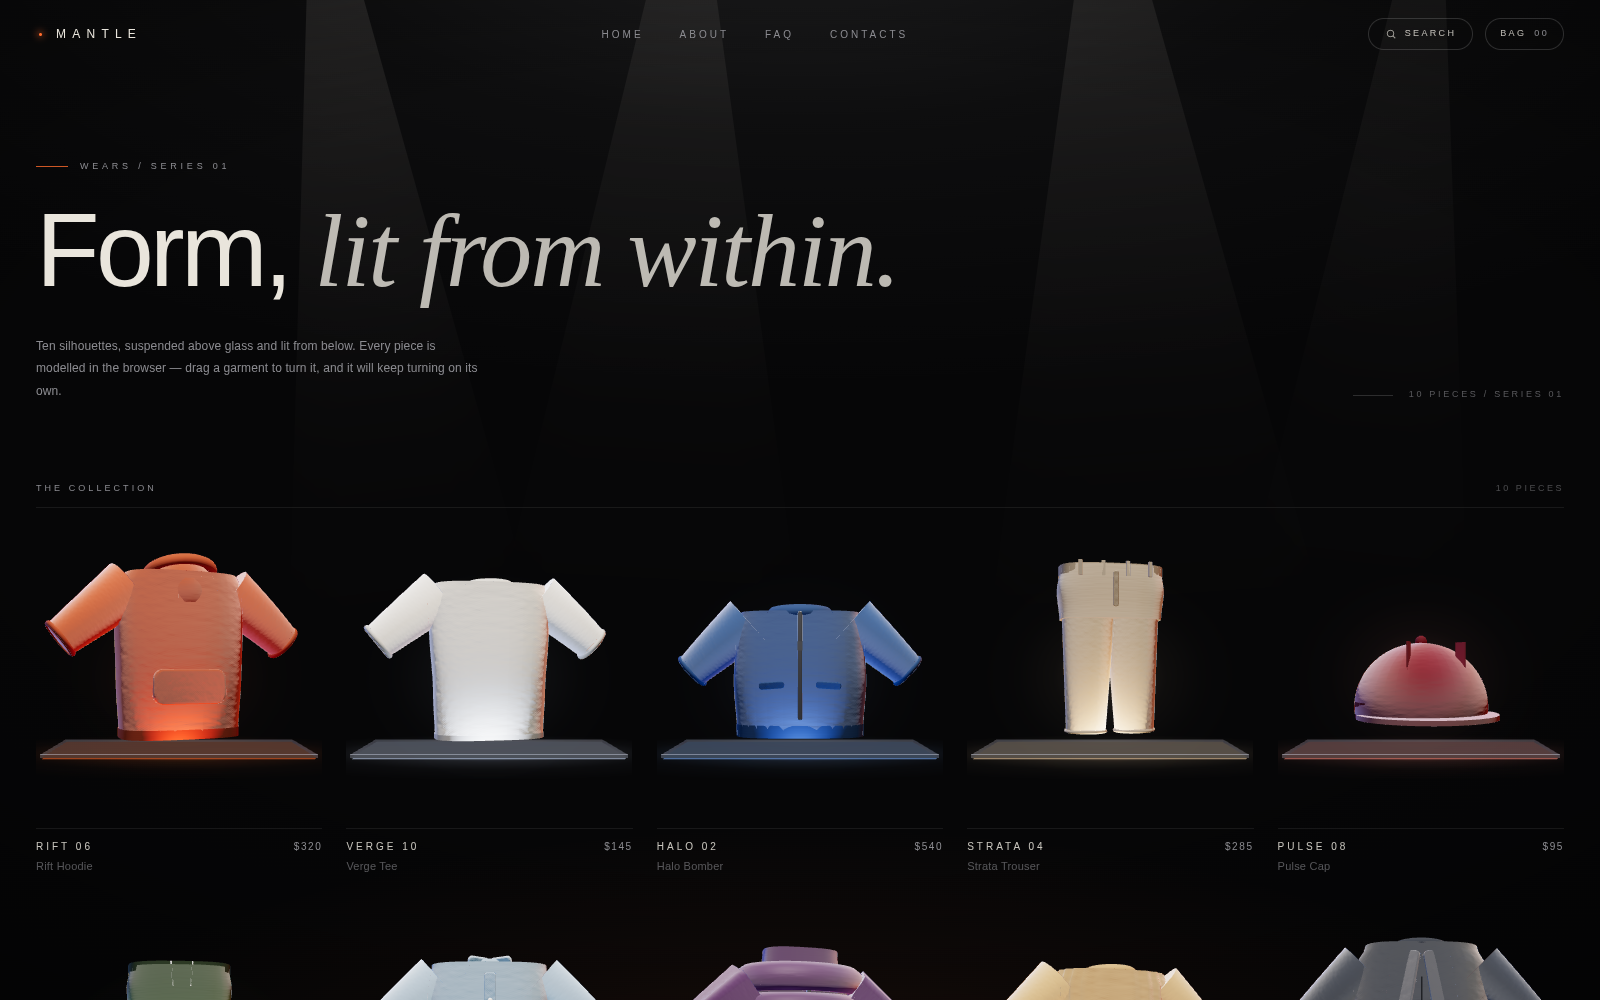 MANTLE
HOME ABOUT FAQ CONTACTS
SEARCH
BAG 00
WEARS / SERIES 01
Form, lit from within.
Ten silhouettes, suspended above glass and lit from below. Every piece is
modelled in the browser — drag a garment to turn it, and it will keep turning on its
own.
10 PIECES / SERIES 01
THE COLLECTION
10 PIECES
RIFT 06 $320
Rift Hoodie
VERGE 10 $145
Verge Tee
HALO 02 $540
Halo Bomber
STRATA 04 $285
Strata Trouser
PULSE 08 $95
Pulse Cap